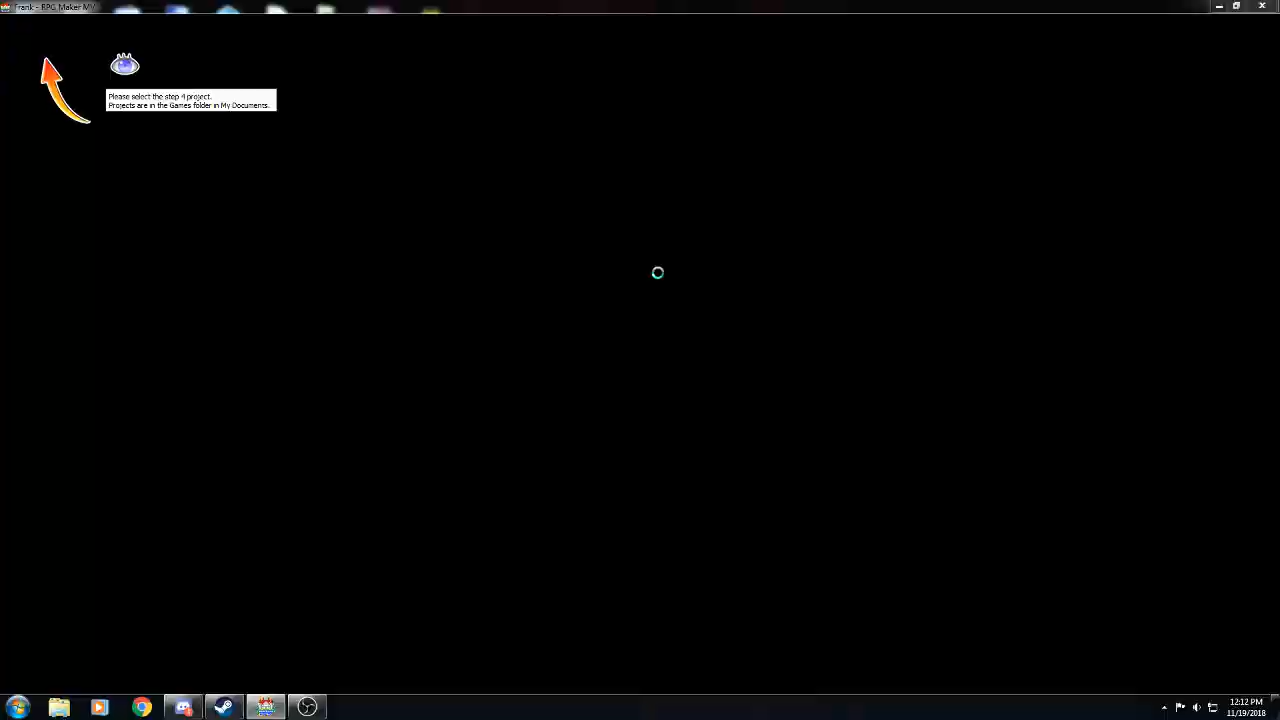 Frank - RPG Maker MV
Please select the step 4 project.
Projects are in the Games folder in My Documents.
12:12 PM
11/19/2018